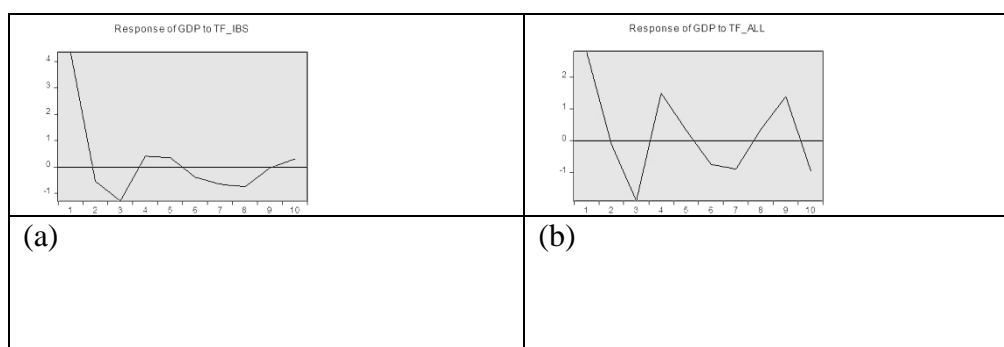 Response of GDP to TF_IBS
4
3
2
1
0
-1
1 2 3 4 5 6 7 8 9 10
Response of GDP to TF_ALL
2
1
0
-1
1 2 3 4 5 6 7 8 9 10
(a)
(b)